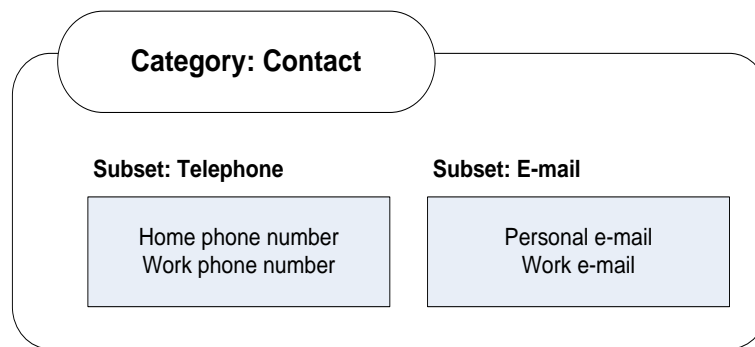 Category: Contact
Subset: Telephone
Home phone number
Work phone number
Subset: E-mail
Personal e-mail
Work e-mail